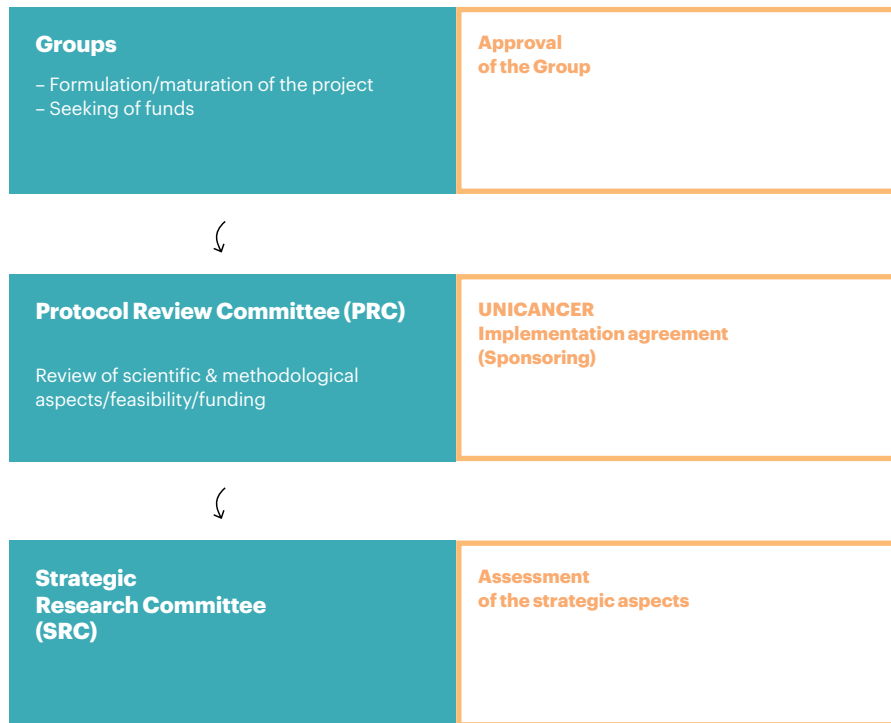 Groups
– Formulation/maturation of the project
– Seeking of funds
Approval
of the Group
Protocol Review Committee (PRC)
Review of scientific & methodological
aspects/feasibility/funding
UNICANCER
Implementation agreement
(Sponsoring)
Strategic
Research Committee
(SRC)
Assessment
of the strategic aspects